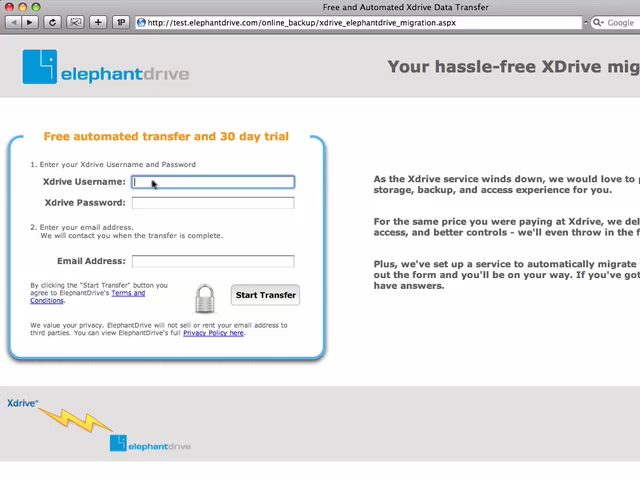 Free and Automated Xdrive Data Transfer
1P
http://test.elephantdrive.com/online_backup/xdrive_elephantdrive_migration.aspx
Google
elephantdrive
Your hassle-free XDrive mig
Free automated transfer and 30 day trial
1. Enter your Xdrive Username and Password
Xdrive Username:
Xdrive Password:
2. Enter your email address.
We will contact you when the transfer is complete.
Email Address:
By clicking the "Start Transfer" button you
agree to ElephantDrive's Terms and
Conditions.
Start Transfer
We value your privacy. ElephantDrive will not sell or rent your email address to
third parties. You can view ElephantDrive's full Privacy Policy here.
As the Xdrive service winds down, we would love to p
storage, backup, and access experience for you.
For the same price you were paying at Xdrive, we del
access, and better controls - we'll even throw in the f
Plus, we've set up a service to automatically migrate
out the form and you'll be on your way. If you've got
have answers.
Xdrive™
elephantdrive